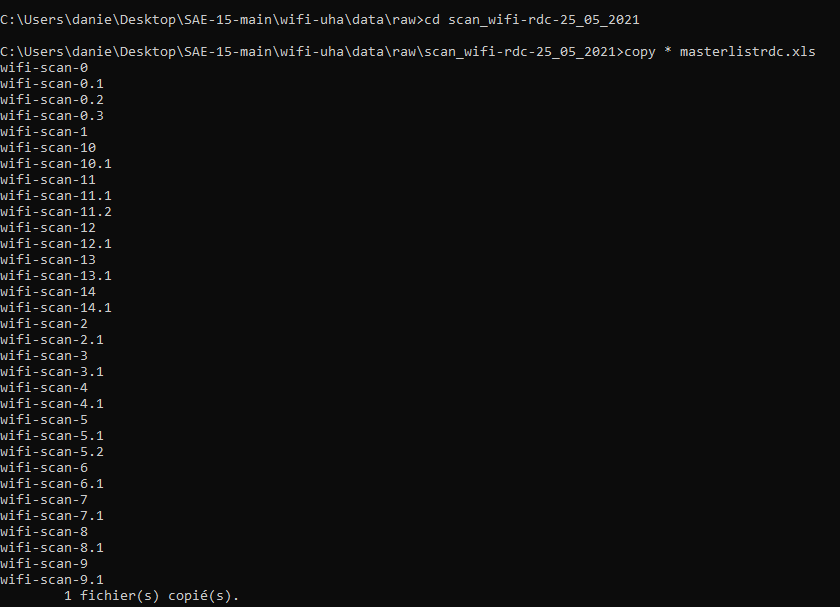 C:\Users\danie\Desktop\SAE-15-main\wifi-uha\data\raw>cd scan_wifi-rdc-25_05_2021
C:\Users\danie\Desktop\SAE-15-main\wifi-uha\data\raw\scan_wifi-rdc-25_05_2021>copy * masterlistrdc.xls
wifi-scan-0
wifi-scan-0.1
wifi-scan-0.2
wifi-scan-0.3
wifi-scan-1
wifi-scan-10
wifi-scan-10.1
wifi-scan-11
wifi-scan-11.1
wifi-scan-11.2
wifi-scan-12
wifi-scan-12.1
wifi-scan-13
wifi-scan-13.1
wifi-scan-14
wifi-scan-14.1
wifi-scan-2
wifi-scan-2.1
wifi-scan-3
wifi-scan-3.1
wifi-scan-4
wifi-scan-4.1
wifi-scan-5
wifi-scan-5.1
wifi-scan-5.2
wifi-scan-6
wifi-scan-6.1
wifi-scan-7
wifi-scan-7.1
wifi-scan-8
wifi-scan-8.1
wifi-scan-9
wifi-scan-9.1
1 fichier(s) copié(s).